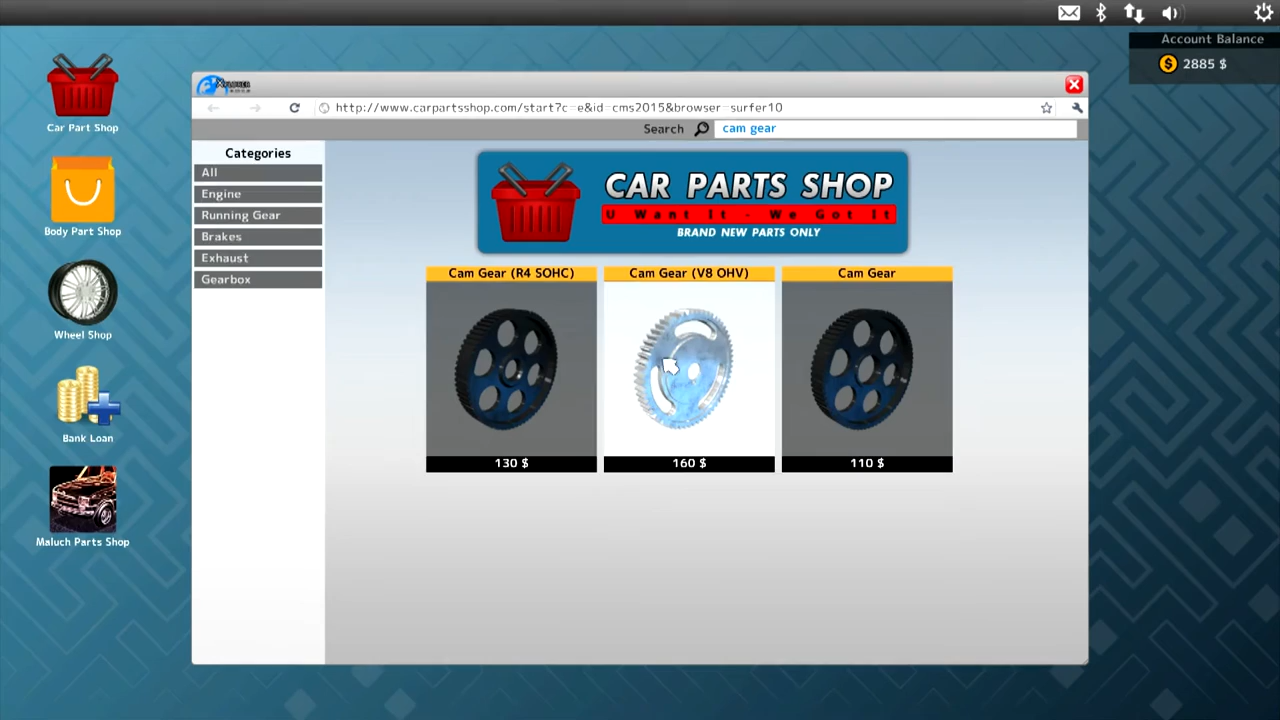 Account Balance
2885 $
Car Part Shop
Body Part Shop
Wheel Shop
Bank Loan
Maluch Parts Shop
http://www.carpartsshop.com/start?c=e&id=cms2015&browser=surfer10
Search
cam gear
Categories
All
Engine
Running Gear
Brakes
Exhaust
Gearbox
CAR PARTS SHOP
U Want It - We Got It
BRAND NEW PARTS ONLY
Cam Gear (R4 SOHC)
Cam Gear (V8 OHV)
Cam Gear
130 $
160 $
110 $